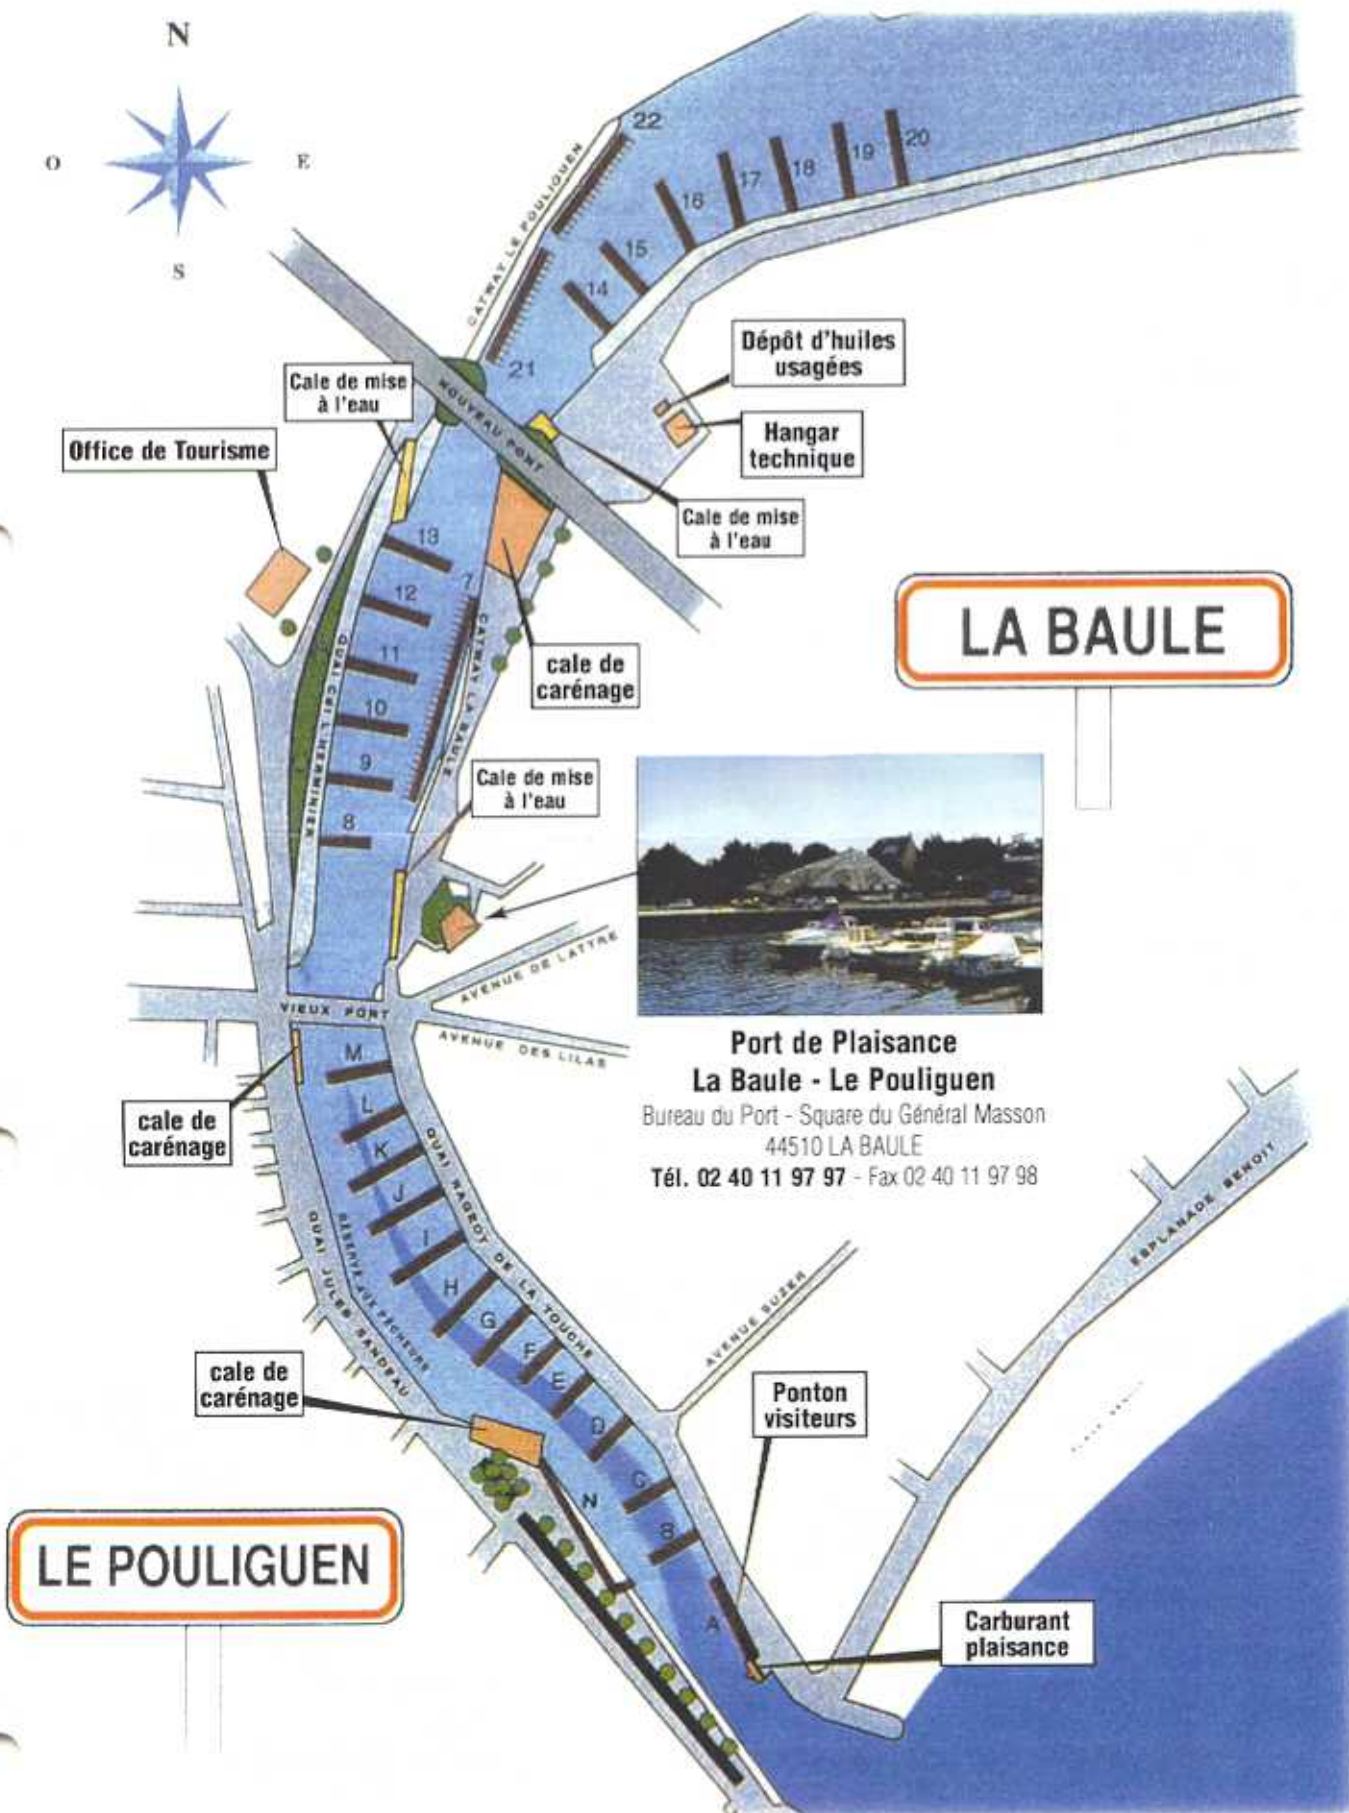 N
O
E
S
22
20
19
18
17
16
15
14
21
CATWAT LE POULIGUEN
NOUVEAU PONT
Dépôt d'huiles
usagées
Hangar
technique
Cale de mise
à l'eau
Cale de mise
à l'eau
Office de Tourisme
13
12
11
10
9
8
7
QUAI CDT L'HERMINIER
CATWAY LA BAULE
cale de
carénage
LA BAULE
Cale de mise
à l'eau
AVENUE DE LATTRE
AVENUE DES LILAS
VIEUX PORT
Port de Plaisance
La Baule - Le Pouliguen
Bureau du Port - Square du Général Masson
44510 LA BAULE
Tél. 02 40 11 97 97 - Fax 02 40 11 97 98
cale de
carénage
M
L
K
J
I
H
G
F
E
D
C
B
A
N
QUAI RAGROT DE LA TOUCHE
RÉSERVÉ AUX PÊCHEURS
QUAI JULES SANDEAU
AVENUE SUZER
ESPLANADE BENOIT
cale de
carénage
Ponton
visiteurs
LE POULIGUEN
Carburant
plaisance